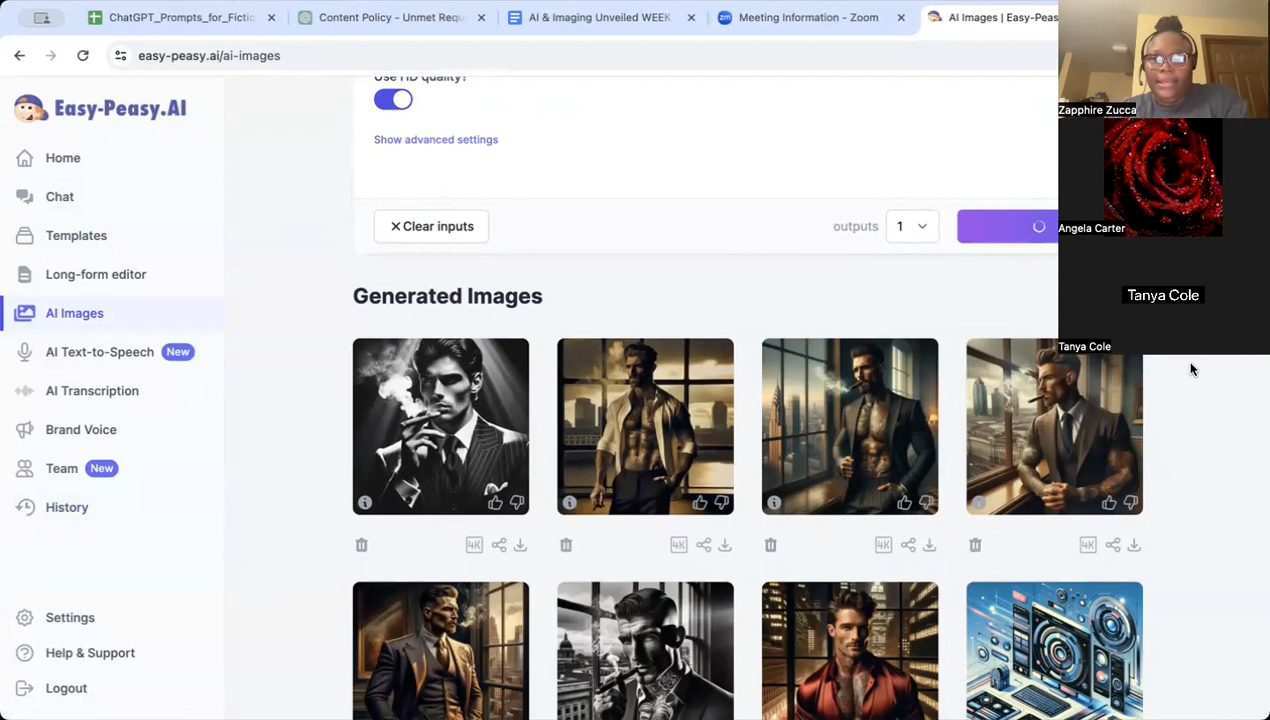 ChatGPT_Prompts_for_Fictio
Content Policy - Unmet Requ
AI & Imaging Unveiled WEEK
zm Meeting Information - Zoom
AI Images | Easy-Peas
easy-peasy.ai/ai-images
Easy-Peasy.AI
Home
Chat
Templates
Long-form editor
AI Images
AI Text-to-Speech New
AI Transcription
Brand Voice
Team New
History
Settings
Help & Support
Logout
Use HD quality?
Show advanced settings
Clear inputs
outputs 1
Generated Images
4K
4K
4K
4K
Zapphire Zucca
Angela Carter
Tanya Cole
Tanya Cole